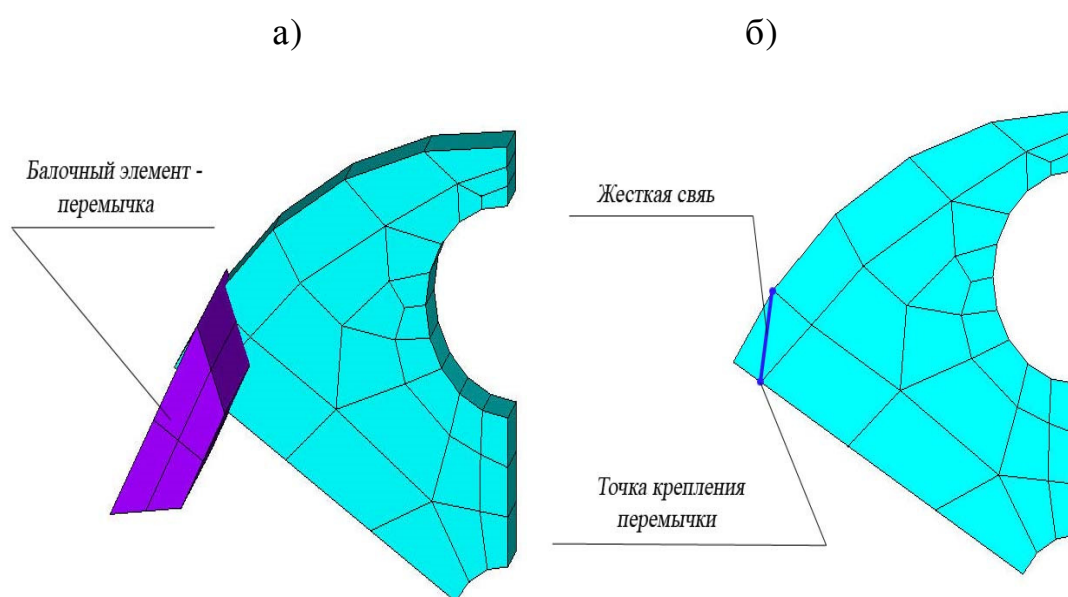 а)
б)
Балочный элемент -
перемычка
Жесткая свяь
Точка крепления
перемычки